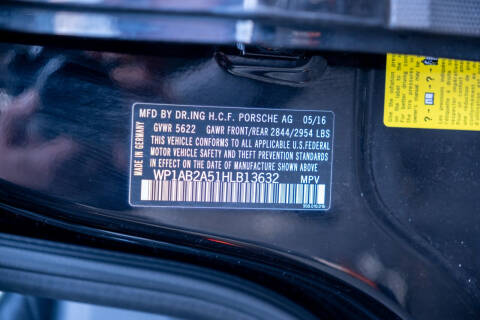 MFD BY DR.ING H.C.F. PORSCHE AG 05/16
GVWR 5622 GAWR FRONT/REAR 2844/2954 LBS
THIS VEHICLE CONFORMS TO ALL APPLICABLE U.S.FEDERAL
MOTOR VEHICLE SAFETY AND THEFT PREVENTION STANDARDS
IN EFFECT ON THE DATE OF MANUFACTURE
WP1AB2A51HLB13632 MPV
MADE IN GERMANY